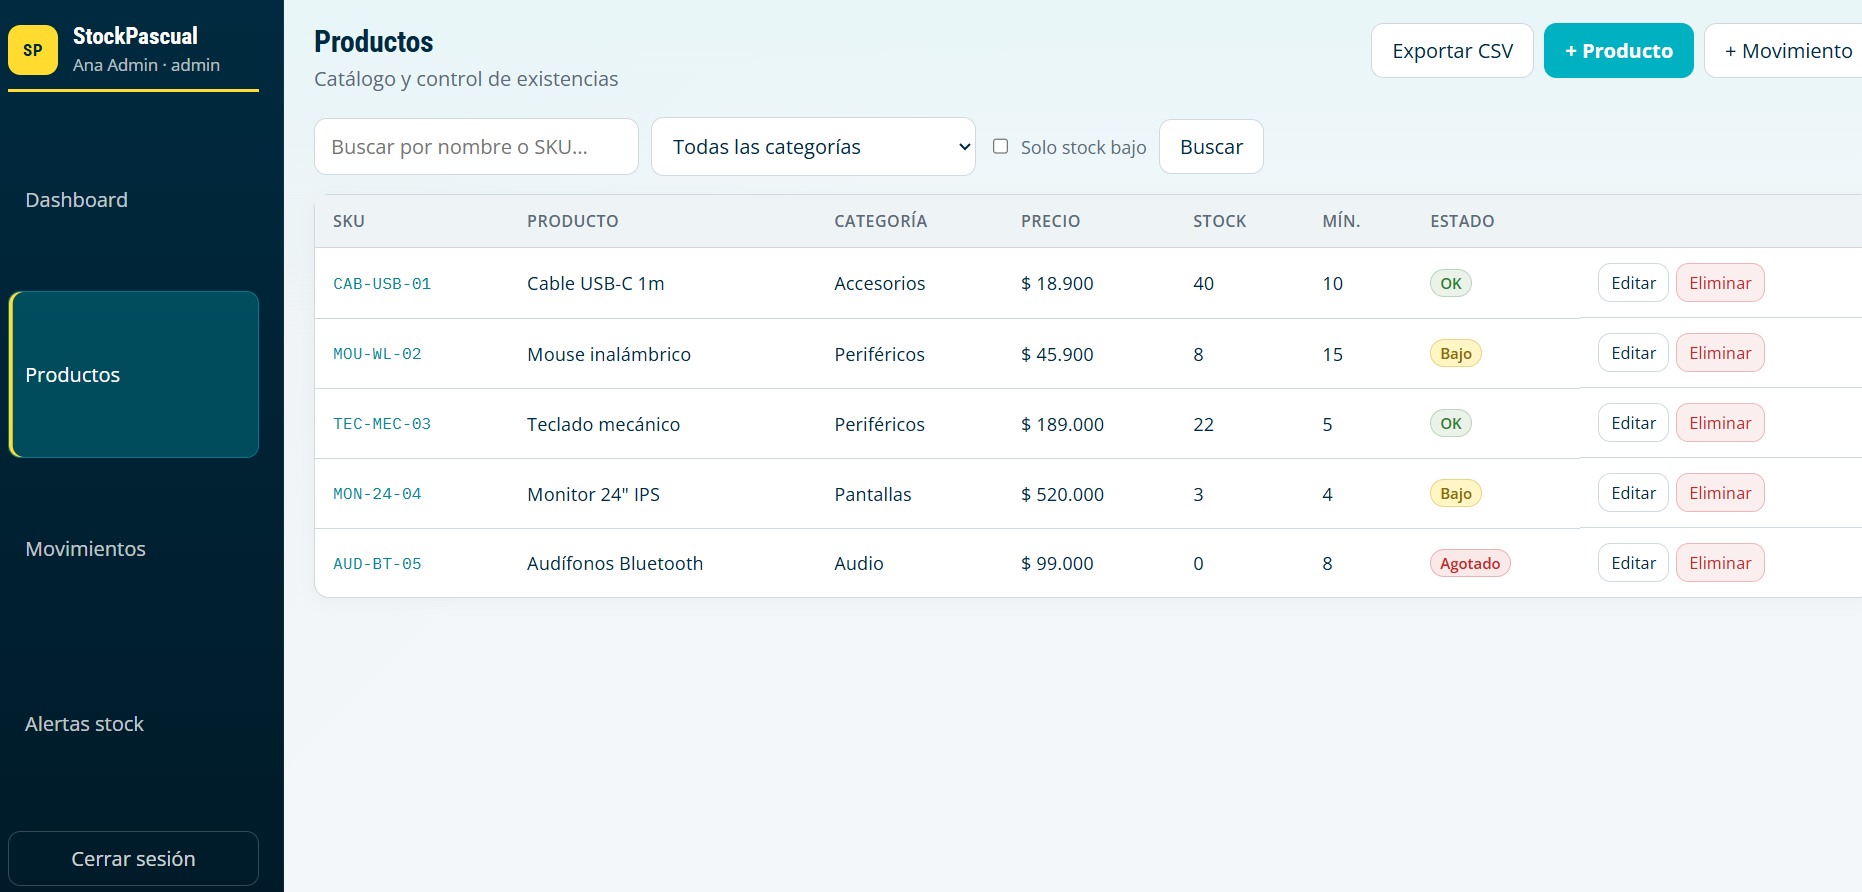 SP
StockPascual
Ana Admin · admin
Dashboard
Productos
Movimientos
Alertas stock
Cerrar sesión
Productos
Catálogo y control de existencias
Exportar CSV
+ Producto
+ Movimiento
Buscar por nombre o SKU...
Todas las categorías
Solo stock bajo
Buscar
SKU PRODUCTO CATEGORÍA PRECIO STOCK MÍN. ESTADO
CAB-USB-01 Cable USB-C 1m Accesorios $ 18.900 40 10 OK Editar Eliminar
MOU-WL-02 Mouse inalámbrico Periféricos $ 45.900 8 15 Bajo Editar Eliminar
TEC-MEC-03 Teclado mecánico Periféricos $ 189.000 22 5 OK Editar Eliminar
MON-24-04 Monitor 24" IPS Pantallas $ 520.000 3 4 Bajo Editar Eliminar
AUD-BT-05 Audífonos Bluetooth Audio $ 99.000 0 8 Agotado Editar Eliminar